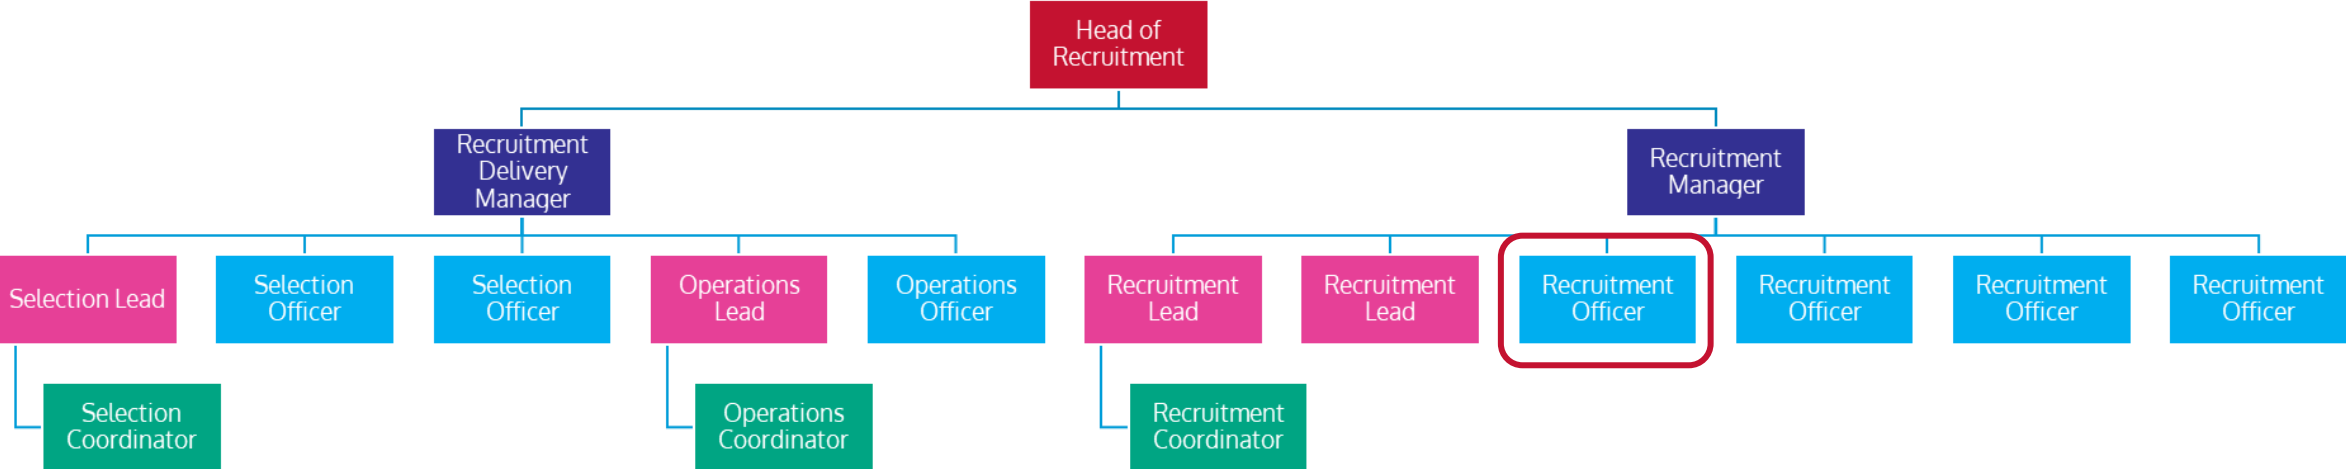 Head of
Recruitment
Recruitment
Delivery
Manager
Recruitment
Manager
Selection Lead
Selection
Officer
Selection
Officer
Operations
Lead
Operations
Officer
Recruitment
Lead
Recruitment
Lead
Recruitment
Officer
Recruitment
Officer
Recruitment
Officer
Recruitment
Officer
Selection
Coordinator
Operations
Coordinator
Recruitment
Coordinator